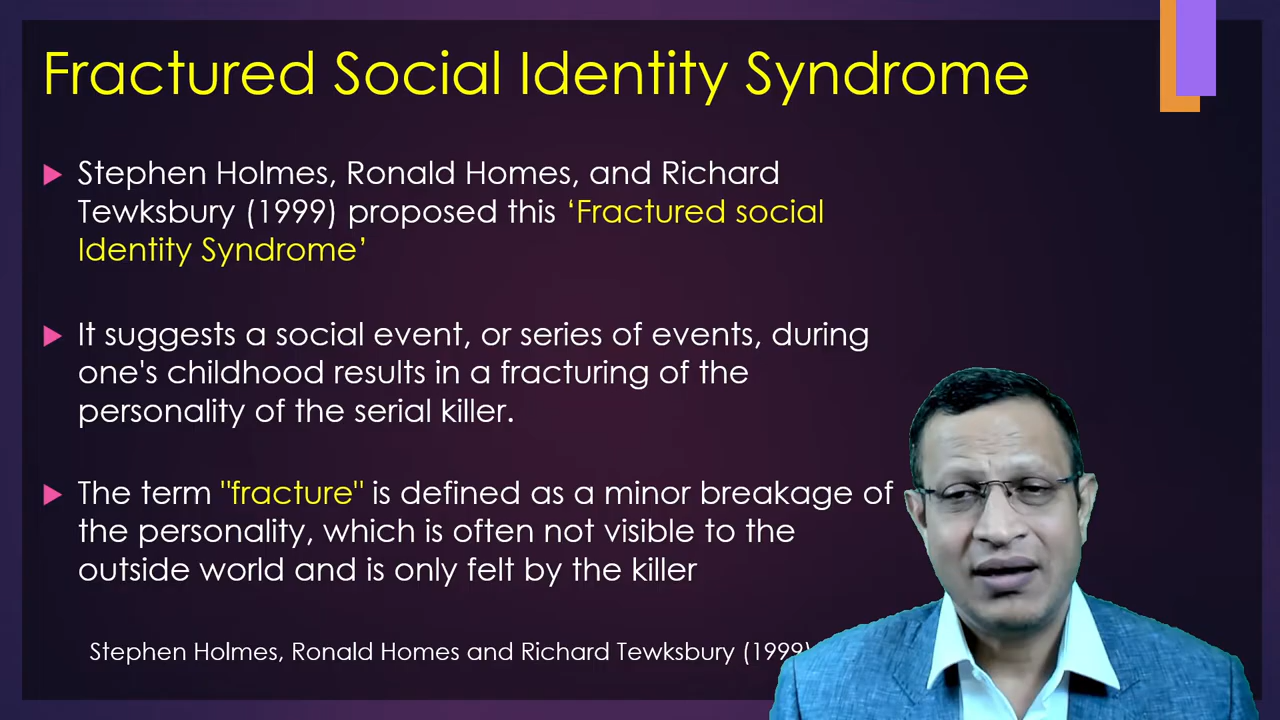 Fractured Social Identity Syndrome
Stephen Holmes, Ronald Homes, and Richard
Tewksbury (1999) proposed this ‘Fractured social
Identity Syndrome’
It suggests a social event, or series of events, during
one's childhood results in a fracturing of the
personality of the serial killer.
The term "fracture" is defined as a minor breakage of
the personality, which is often not visible to the
outside world and is only felt by the killer
Stephen Holmes, Ronald Homes and Richard Tewksbury (1999)